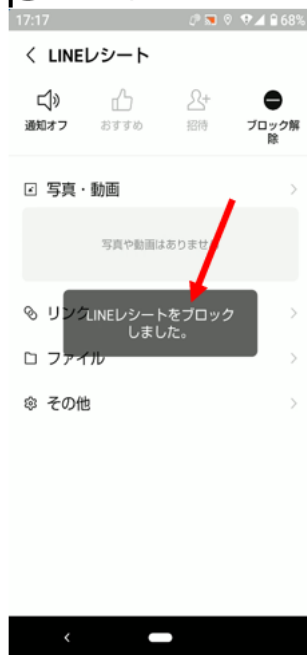 17:17
68%
LINEレシート
通知オフ
おすすめ
招待
ブロック解
除
写真・動画
写真や動画はありませ
リンク
LINEレシートをブロック
しました。
ファイル
その他